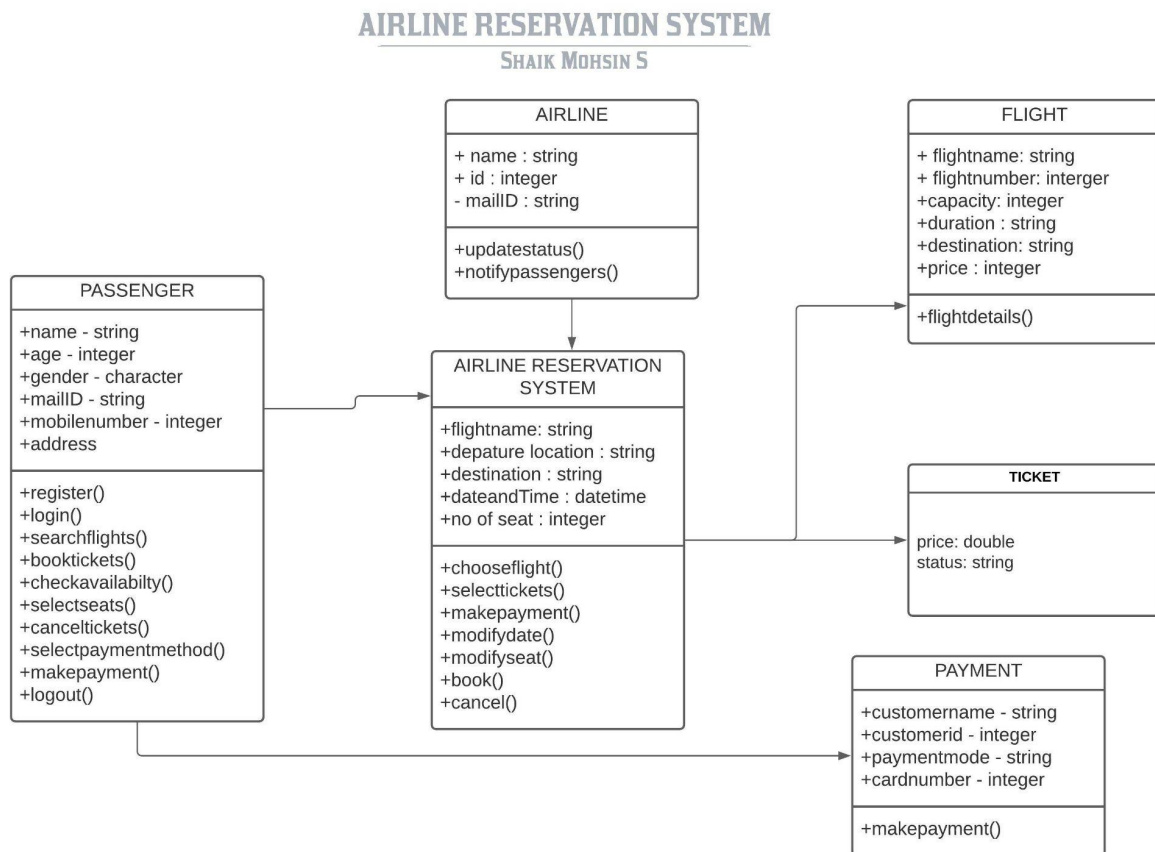 AIRLINE RESERVATION SYSTEM
SHAIK MOHSIN S
AIRLINE
+ name : string
+ id : integer
- mailID : string
+updatestatus()
+notifypassengers()
FLIGHT
+ flightname: string
+ flightnumber: interger
+capacity: integer
+duration : string
+destination: string
+price : integer
+flightdetails()
PASSENGER
+name - string
+age - integer
+gender - character
+mailID - string
+mobilenumber - integer
+address
+register()
+login()
+searchflights()
+booktickets()
+checkavailabilty()
+selectseats()
+canceltickets()
+selectpaymentmethod()
+makepayment()
+logout()
AIRLINE RESERVATION
SYSTEM
+flightname: string
+depature location : string
+destination : string
+dateandTime : datetime
+no of seat : integer
+chooseflight()
+selecttickets()
+makepayment()
+modifydate()
+modifyseat()
+book()
+cancel()
TICKET
price: double
status: string
PAYMENT
+customername - string
+customerid - integer
+paymentmode - string
+cardnumber - integer
+makepayment()